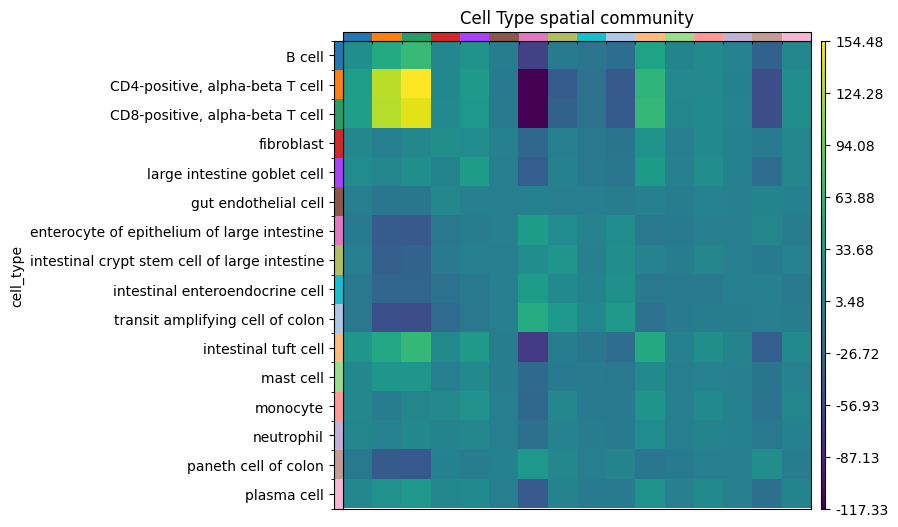 Cell Type spatial community
cell_type
B cell
CD4-positive, alpha-beta T cell
CD8-positive, alpha-beta T cell
fibroblast
large intestine goblet cell
gut endothelial cell
enterocyte of epithelium of large intestine
intestinal crypt stem cell of large intestine
intestinal enteroendocrine cell
transit amplifying cell of colon
intestinal tuft cell
mast cell
monocyte
neutrophil
paneth cell of colon
plasma cell
154.48
124.28
94.08
63.88
33.68
3.48
-26.72
-56.93
-87.13
-117.33